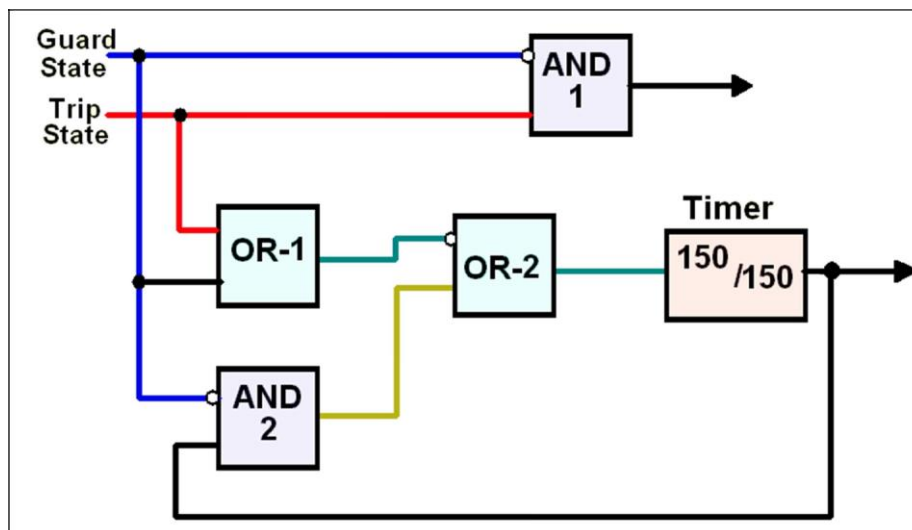 Guard
State
Trip
State
AND
1
OR-1
OR-2
Timer
150
/150
AND
2